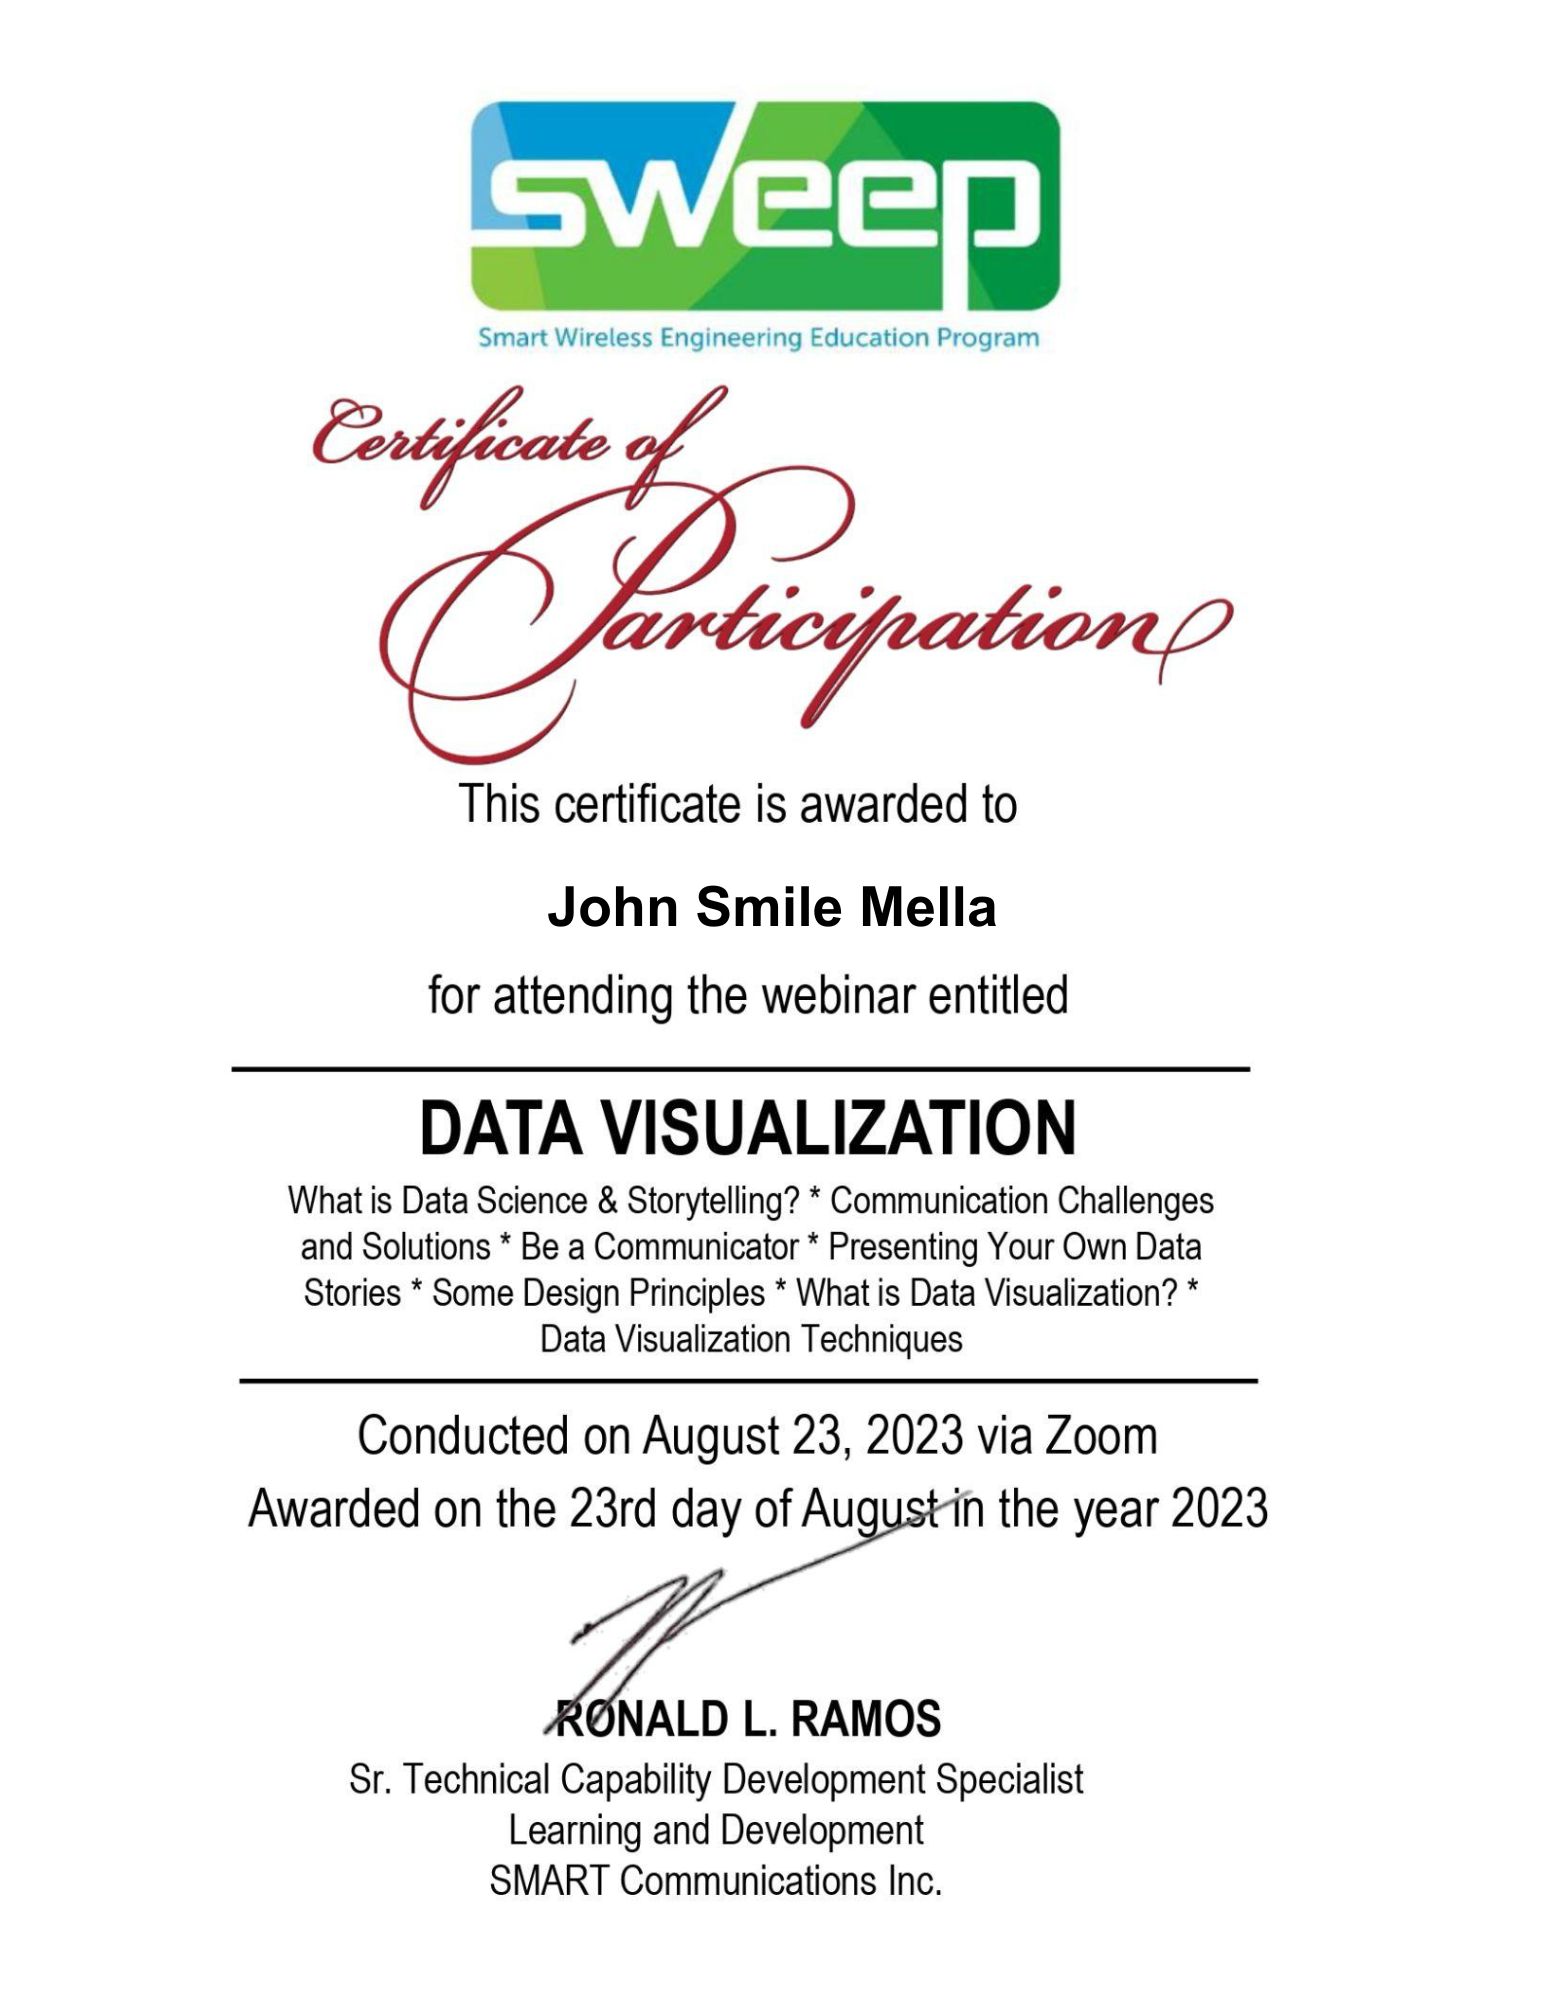 sweep
Smart Wireless Engineering Education Program
Certificate of
Participation
This certificate is awarded to
John Smile Mella
for attending the webinar entitled
DATA VISUALIZATION
What is Data Science & Storytelling? * Communication Challenges
and Solutions * Be a Communicator * Presenting Your Own Data
Stories * Some Design Principles * What is Data Visualization? *
Data Visualization Techniques
Conducted on August 23, 2023 via Zoom
Awarded on the 23rd day of August in the year 2023
RONALD L. RAMOS
Sr. Technical Capability Development Specialist
Learning and Development
SMART Communications Inc.